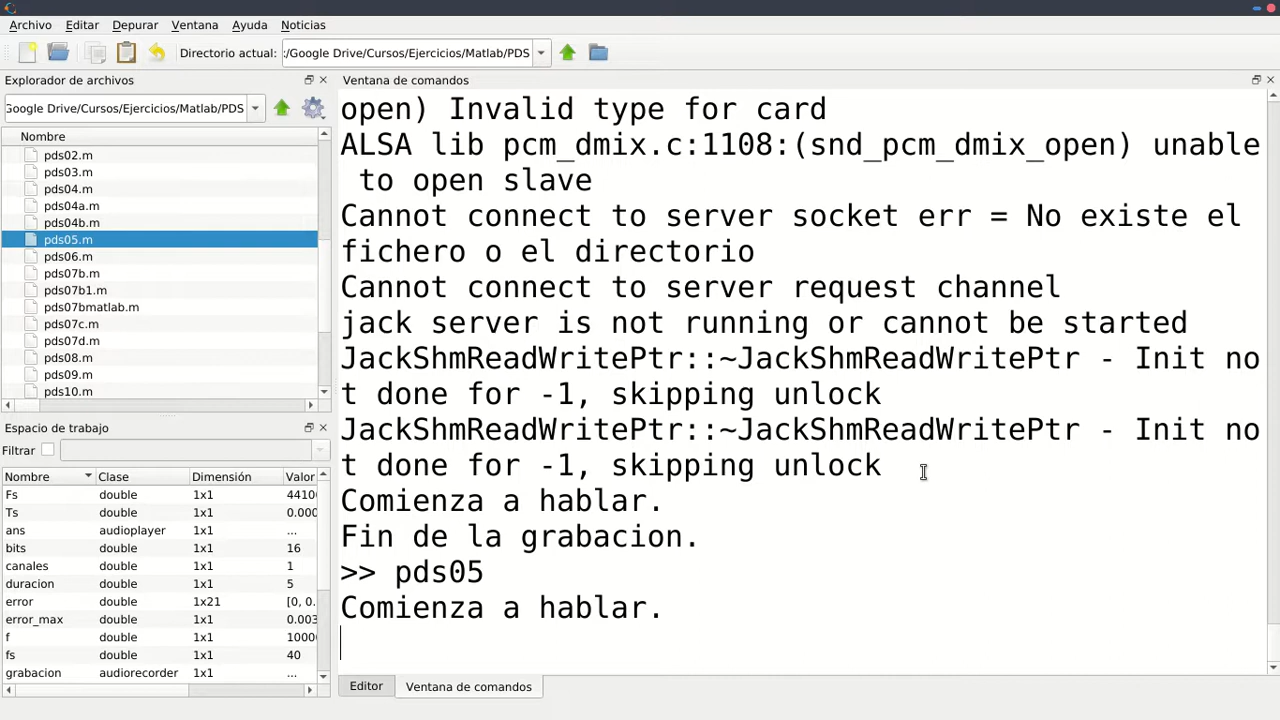 Archivo Editar Depurar Ventana Ayuda Noticias
Directorio actual: :/Google Drive/Cursos/Ejercicios/Matlab/PDS
Explorador de archivos
Google Drive/Cursos/Ejercicios/Matlab/PDS
Nombre
pds02.m
pds03.m
pds04.m
pds04a.m
pds04b.m
pds05.m
pds06.m
pds07b.m
pds07b1.m
pds07bmatlab.m
pds07c.m
pds07d.m
pds08.m
pds09.m
pds10.m
Espacio de trabajo
Filtrar
Nombre Clase Dimensión Valor
Fs double 1x1 4410
Ts double 1x1 0.000
ans audioplayer 1x1 ...
bits double 1x1 16
canales double 1x1 1
duracion double 1x1 5
error double 1x21 [0, 0.
error_max double 1x1 0.003
f double 1x1 1000
fs double 1x1 40
grabacion audiorecorder 1x1 ...
Ventana de comandos
open) Invalid type for card
ALSA lib pcm_dmix.c:1108:(snd_pcm_dmix_open) unable
to open slave
Cannot connect to server socket err = No existe el
fichero o el directorio
Cannot connect to server request channel
jack server is not running or cannot be started
JackShmReadWritePtr::~JackShmReadWritePtr - Init no
t done for -1, skipping unlock
JackShmReadWritePtr::~JackShmReadWritePtr - Init no
t done for -1, skipping unlock
Comienza a hablar.
Fin de la grabacion.
>> pds05
Comienza a hablar.
Editor Ventana de comandos